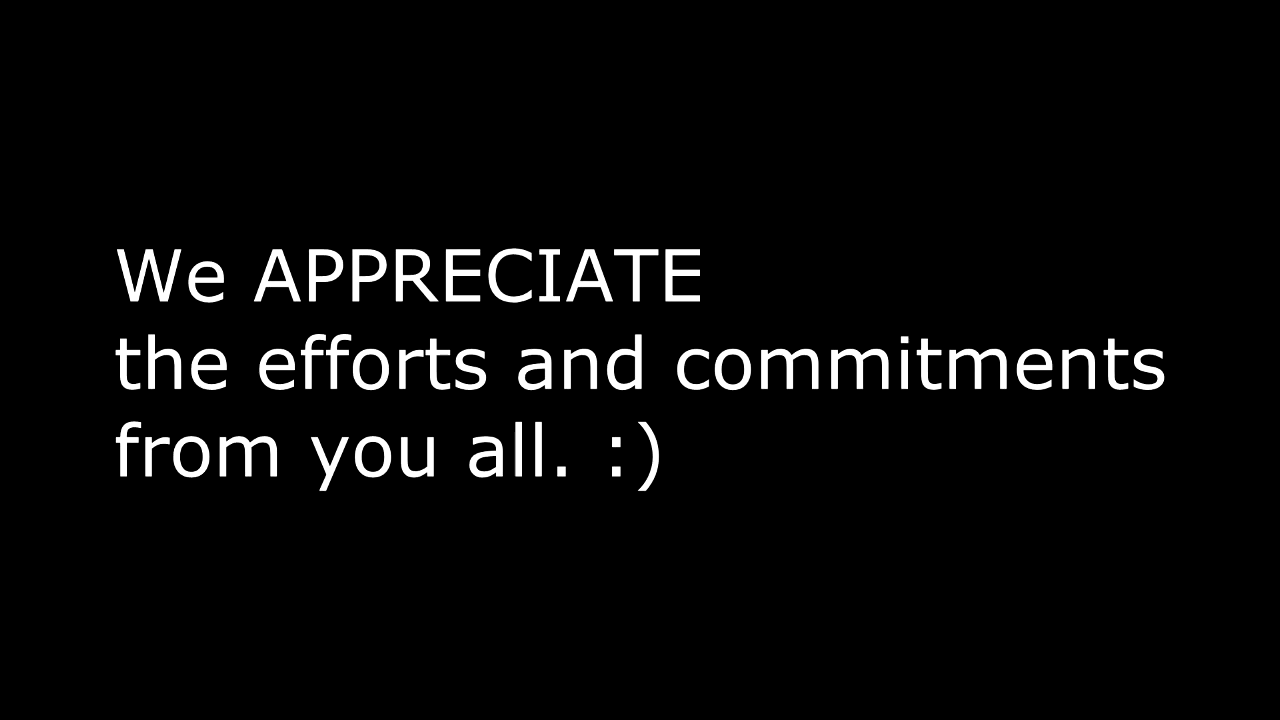 We APPRECIATE
the efforts and commitments
from you all. :)